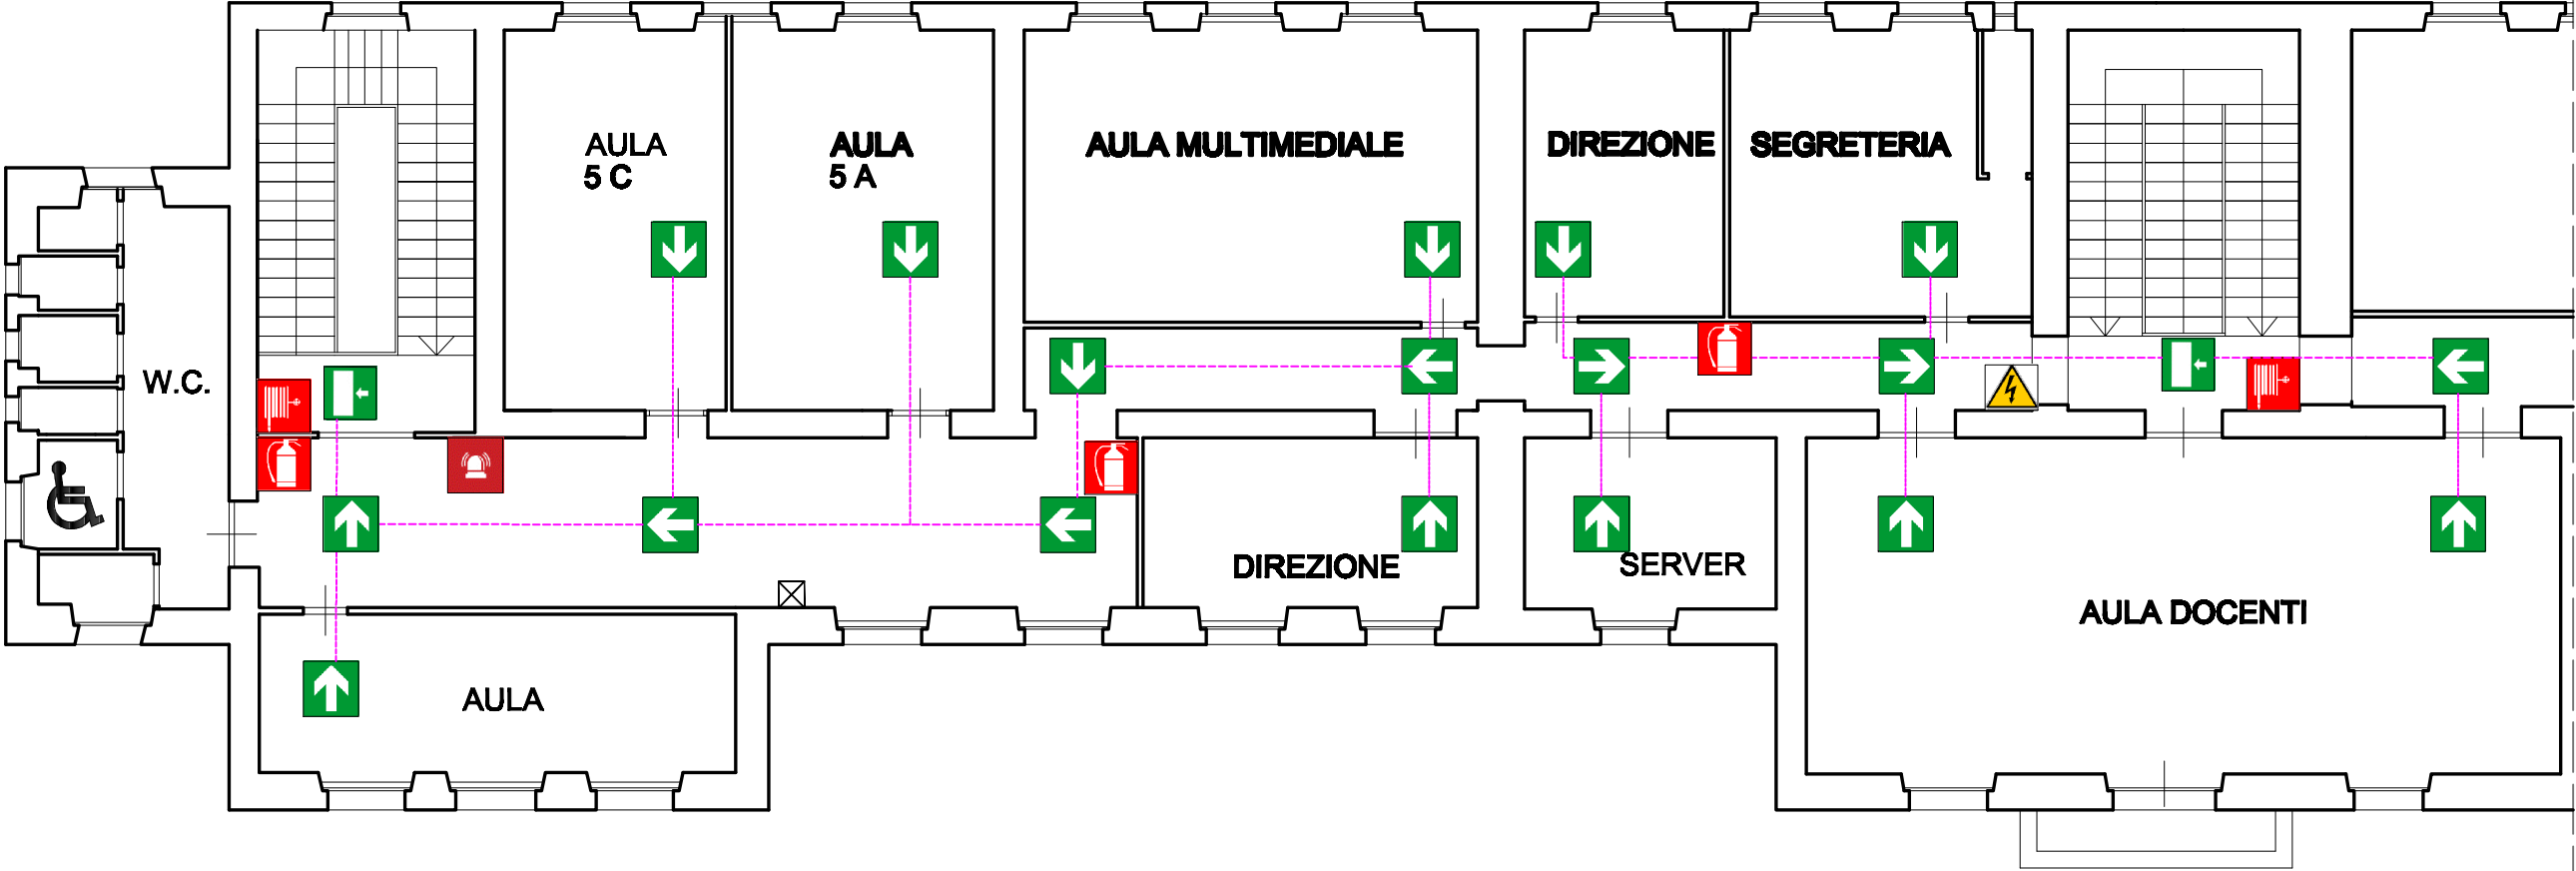 AULA
5 C
AULA
5 A
AULA MULTIMEDIALE
DIREZIONE
SEGRETERIA
W.C.
DIREZIONE
SERVER
AULA DOCENTI
AULA